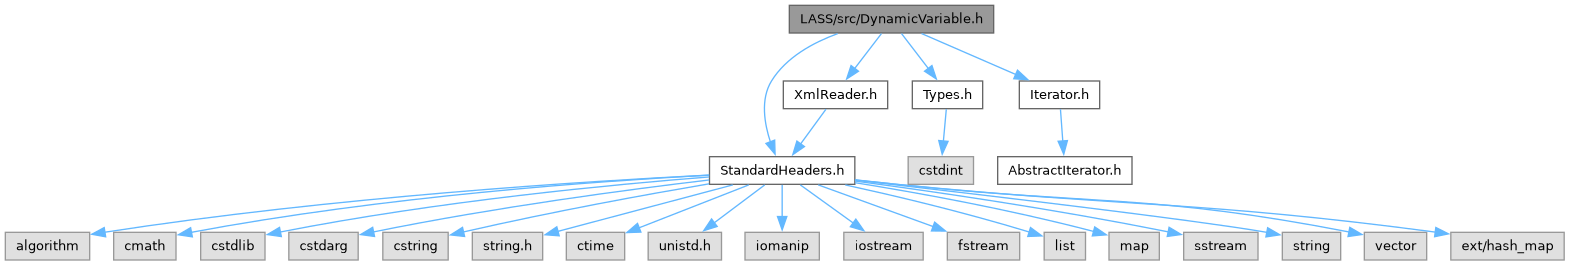 LASS/src/DynamicVariable.h
XmlReader.h
Types.h
Iterator.h
StandardHeaders.h
cstdint
AbstractIterator.h
algorithm
cmath
cstdlib
cstdarg
cstring
string.h
ctime
unistd.h
iomanip
iostream
fstream
list
map
sstream
string
vector
ext/hash_map